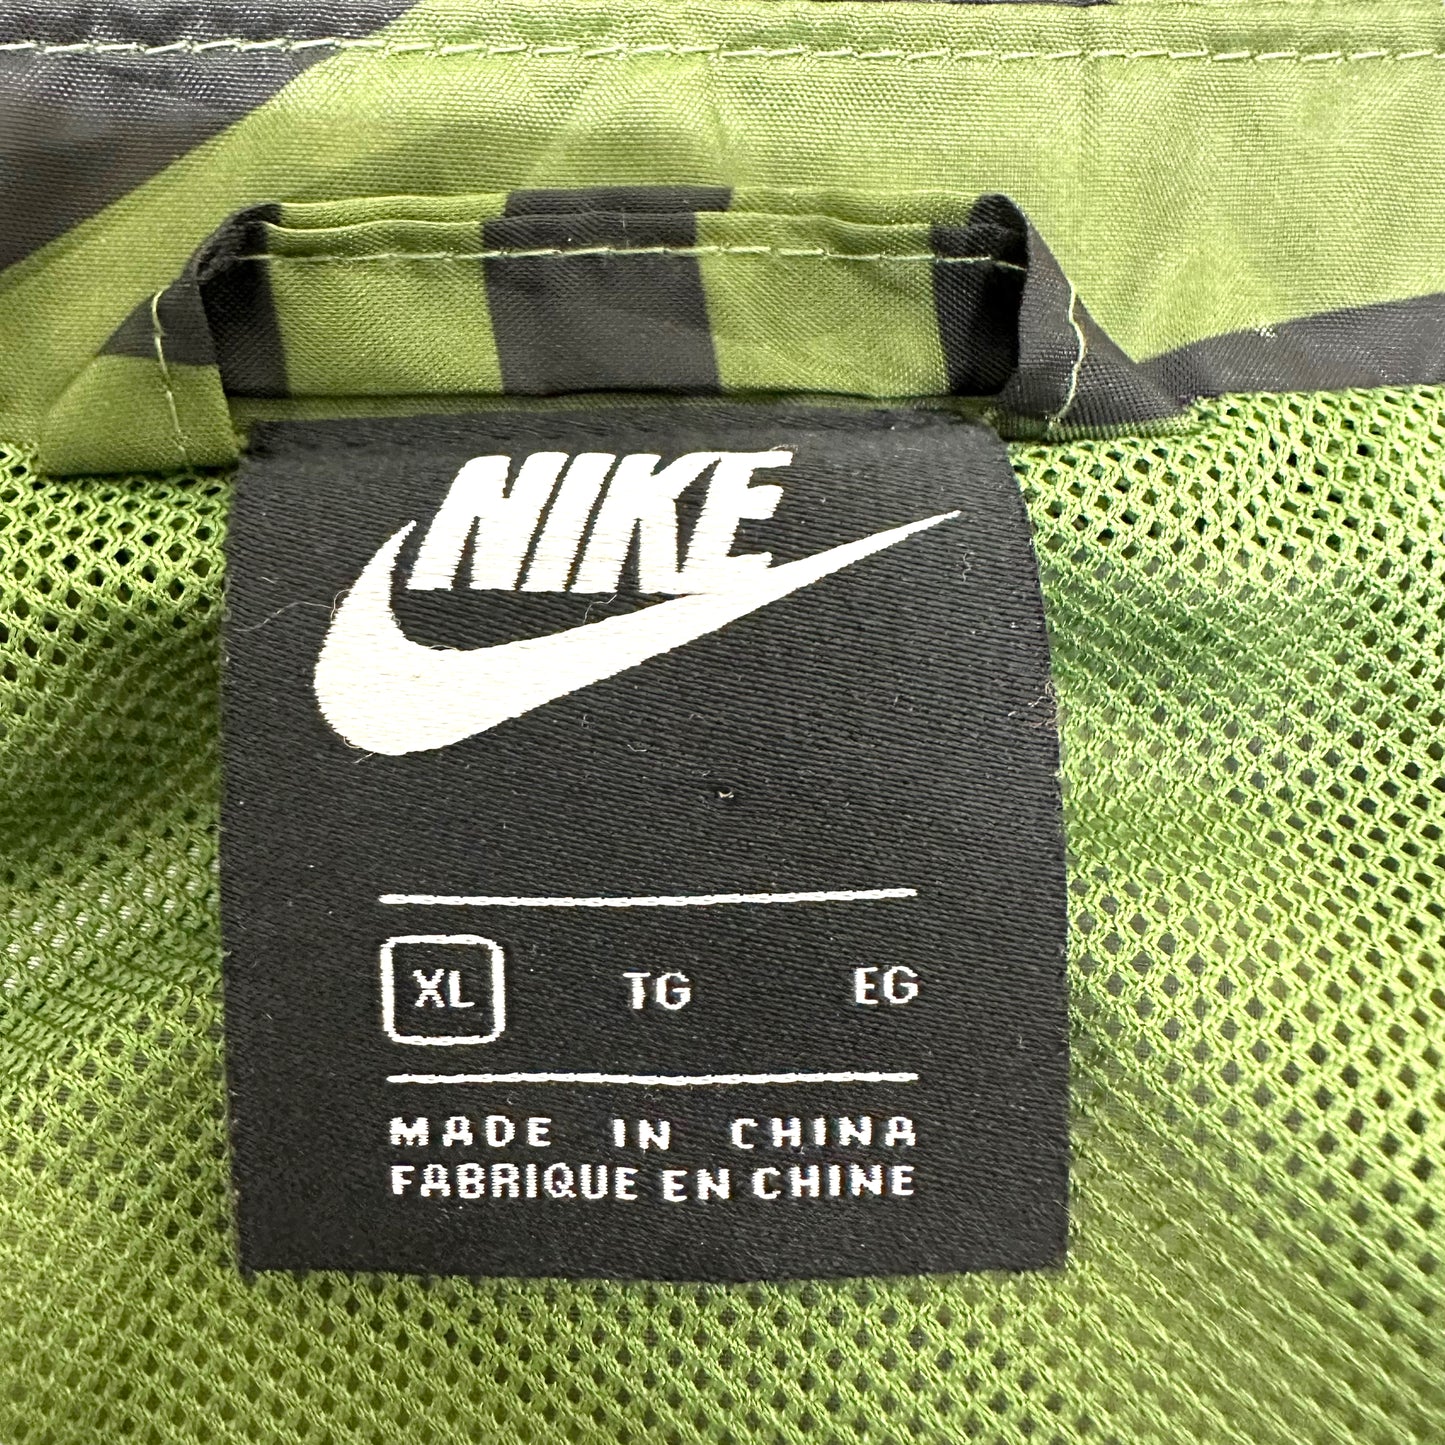 NIKE
XL TG EG
MADE IN CHINA
FABRIQUE EN CHINE